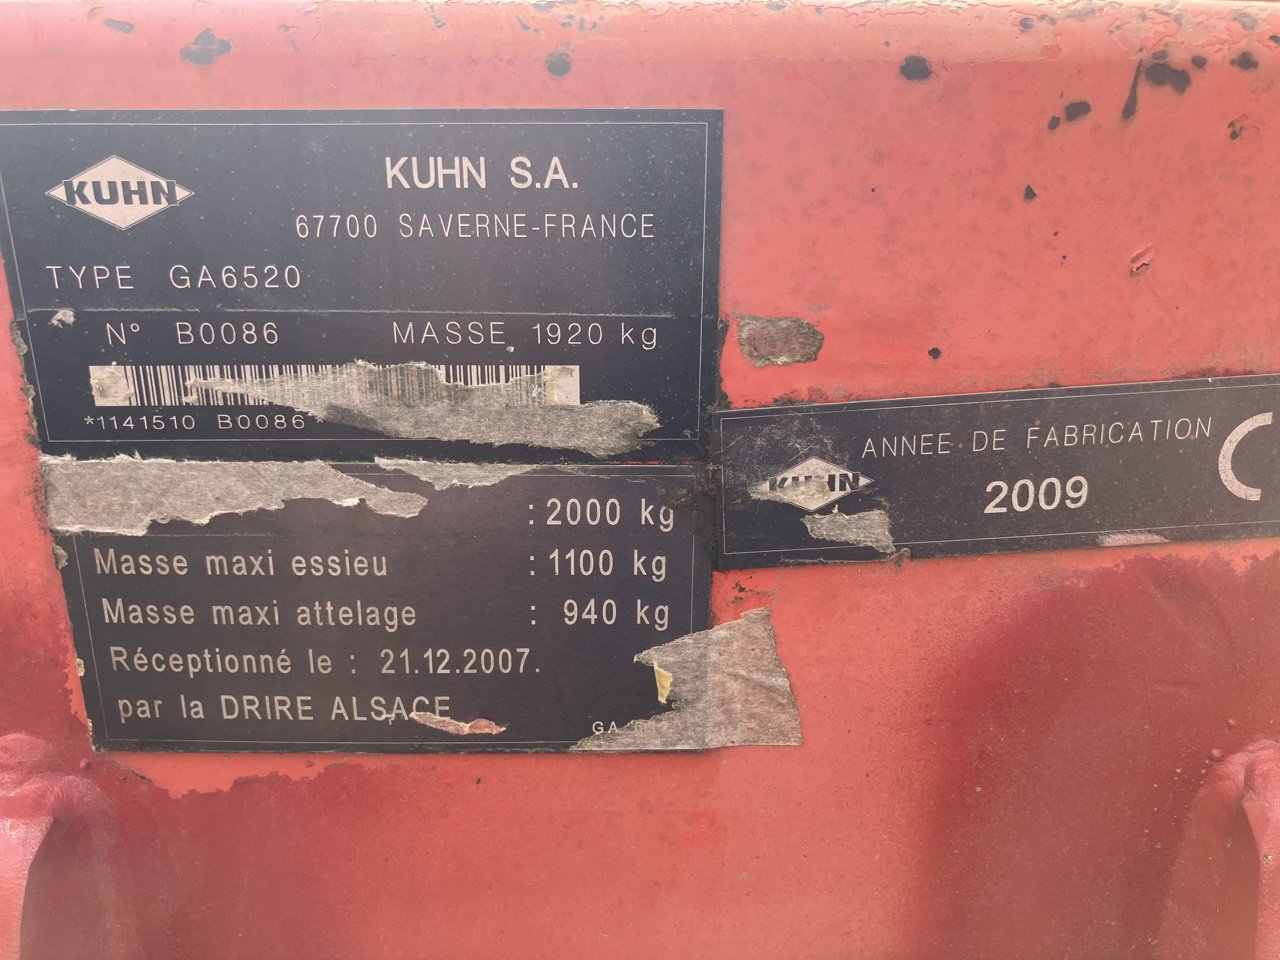 KUHN
KUHN S.A.
67700 SAVERNE-FRANCE
TYPE GA6520
N° B0086 MASSE 1920 kg
*1141510 B0086*
: 2000 kg
Masse maxi essieu : 1100 kg
Masse maxi attelage : 940 kg
Réceptionné le : 21.12.2007.
par la DRIRE ALSACE
GA
KUHN
ANNEE DE FABRICATION
2009
C